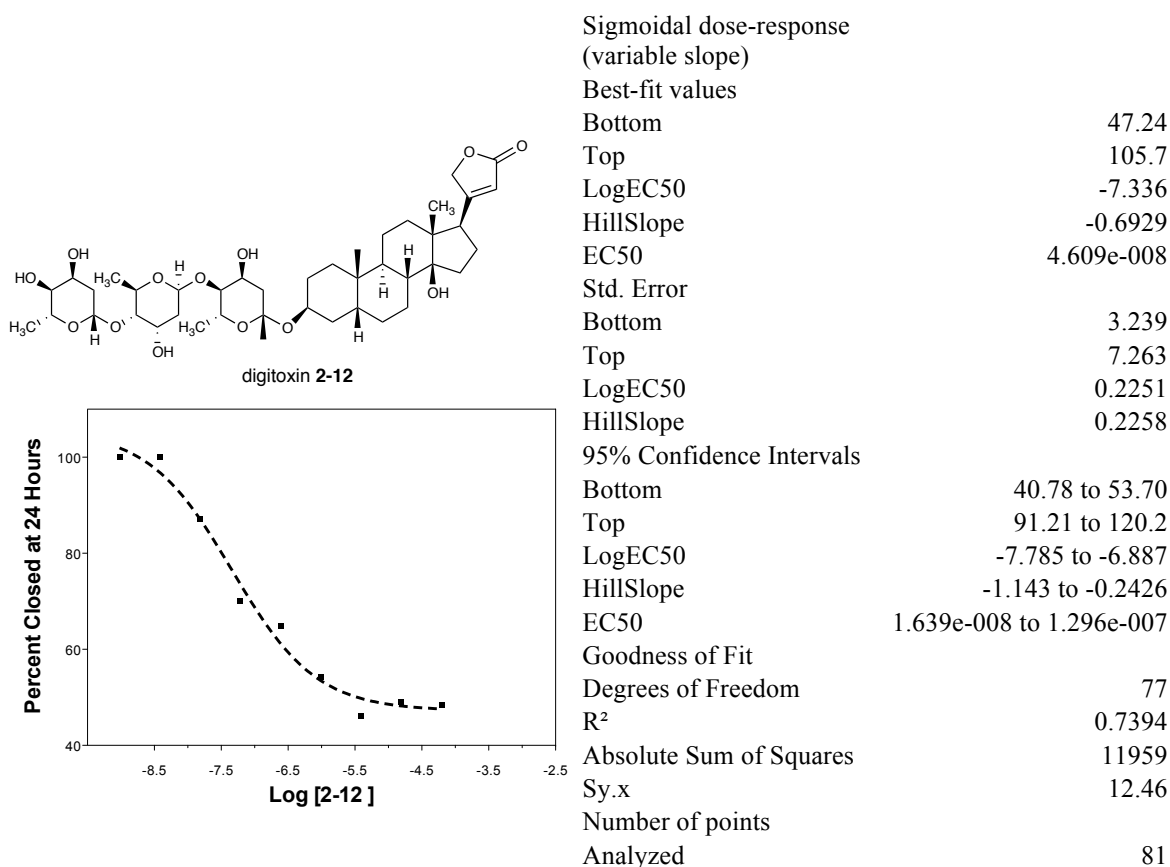 O
O
CH₃
H
OH
H
H
OH
HO
H₃C
O
O
H
O
OH
H₃C
O
O
H
OH
O
H₃C
O
digitoxin 2-12
Percent Closed at 24 Hours
100
80
60
40
-8.5 -7.5 -6.5 -5.5 -4.5 -3.5 -2.5
Log [2-12 ]
Sigmoidal dose-response
(variable slope)
Best-fit values
Bottom 47.24
Top 105.7
LogEC50 -7.336
HillSlope -0.6929
EC50 4.609e-008
Std. Error
Bottom 3.239
Top 7.263
LogEC50 0.2251
HillSlope 0.2258
95% Confidence Intervals
Bottom 40.78 to 53.70
Top 91.21 to 120.2
LogEC50 -7.785 to -6.887
HillSlope -1.143 to -0.2426
EC50 1.639e-008 to 1.296e-007
Goodness of Fit
Degrees of Freedom 77
R² 0.7394
Absolute Sum of Squares 11959
Sy.x 12.46
Number of points
Analyzed 81